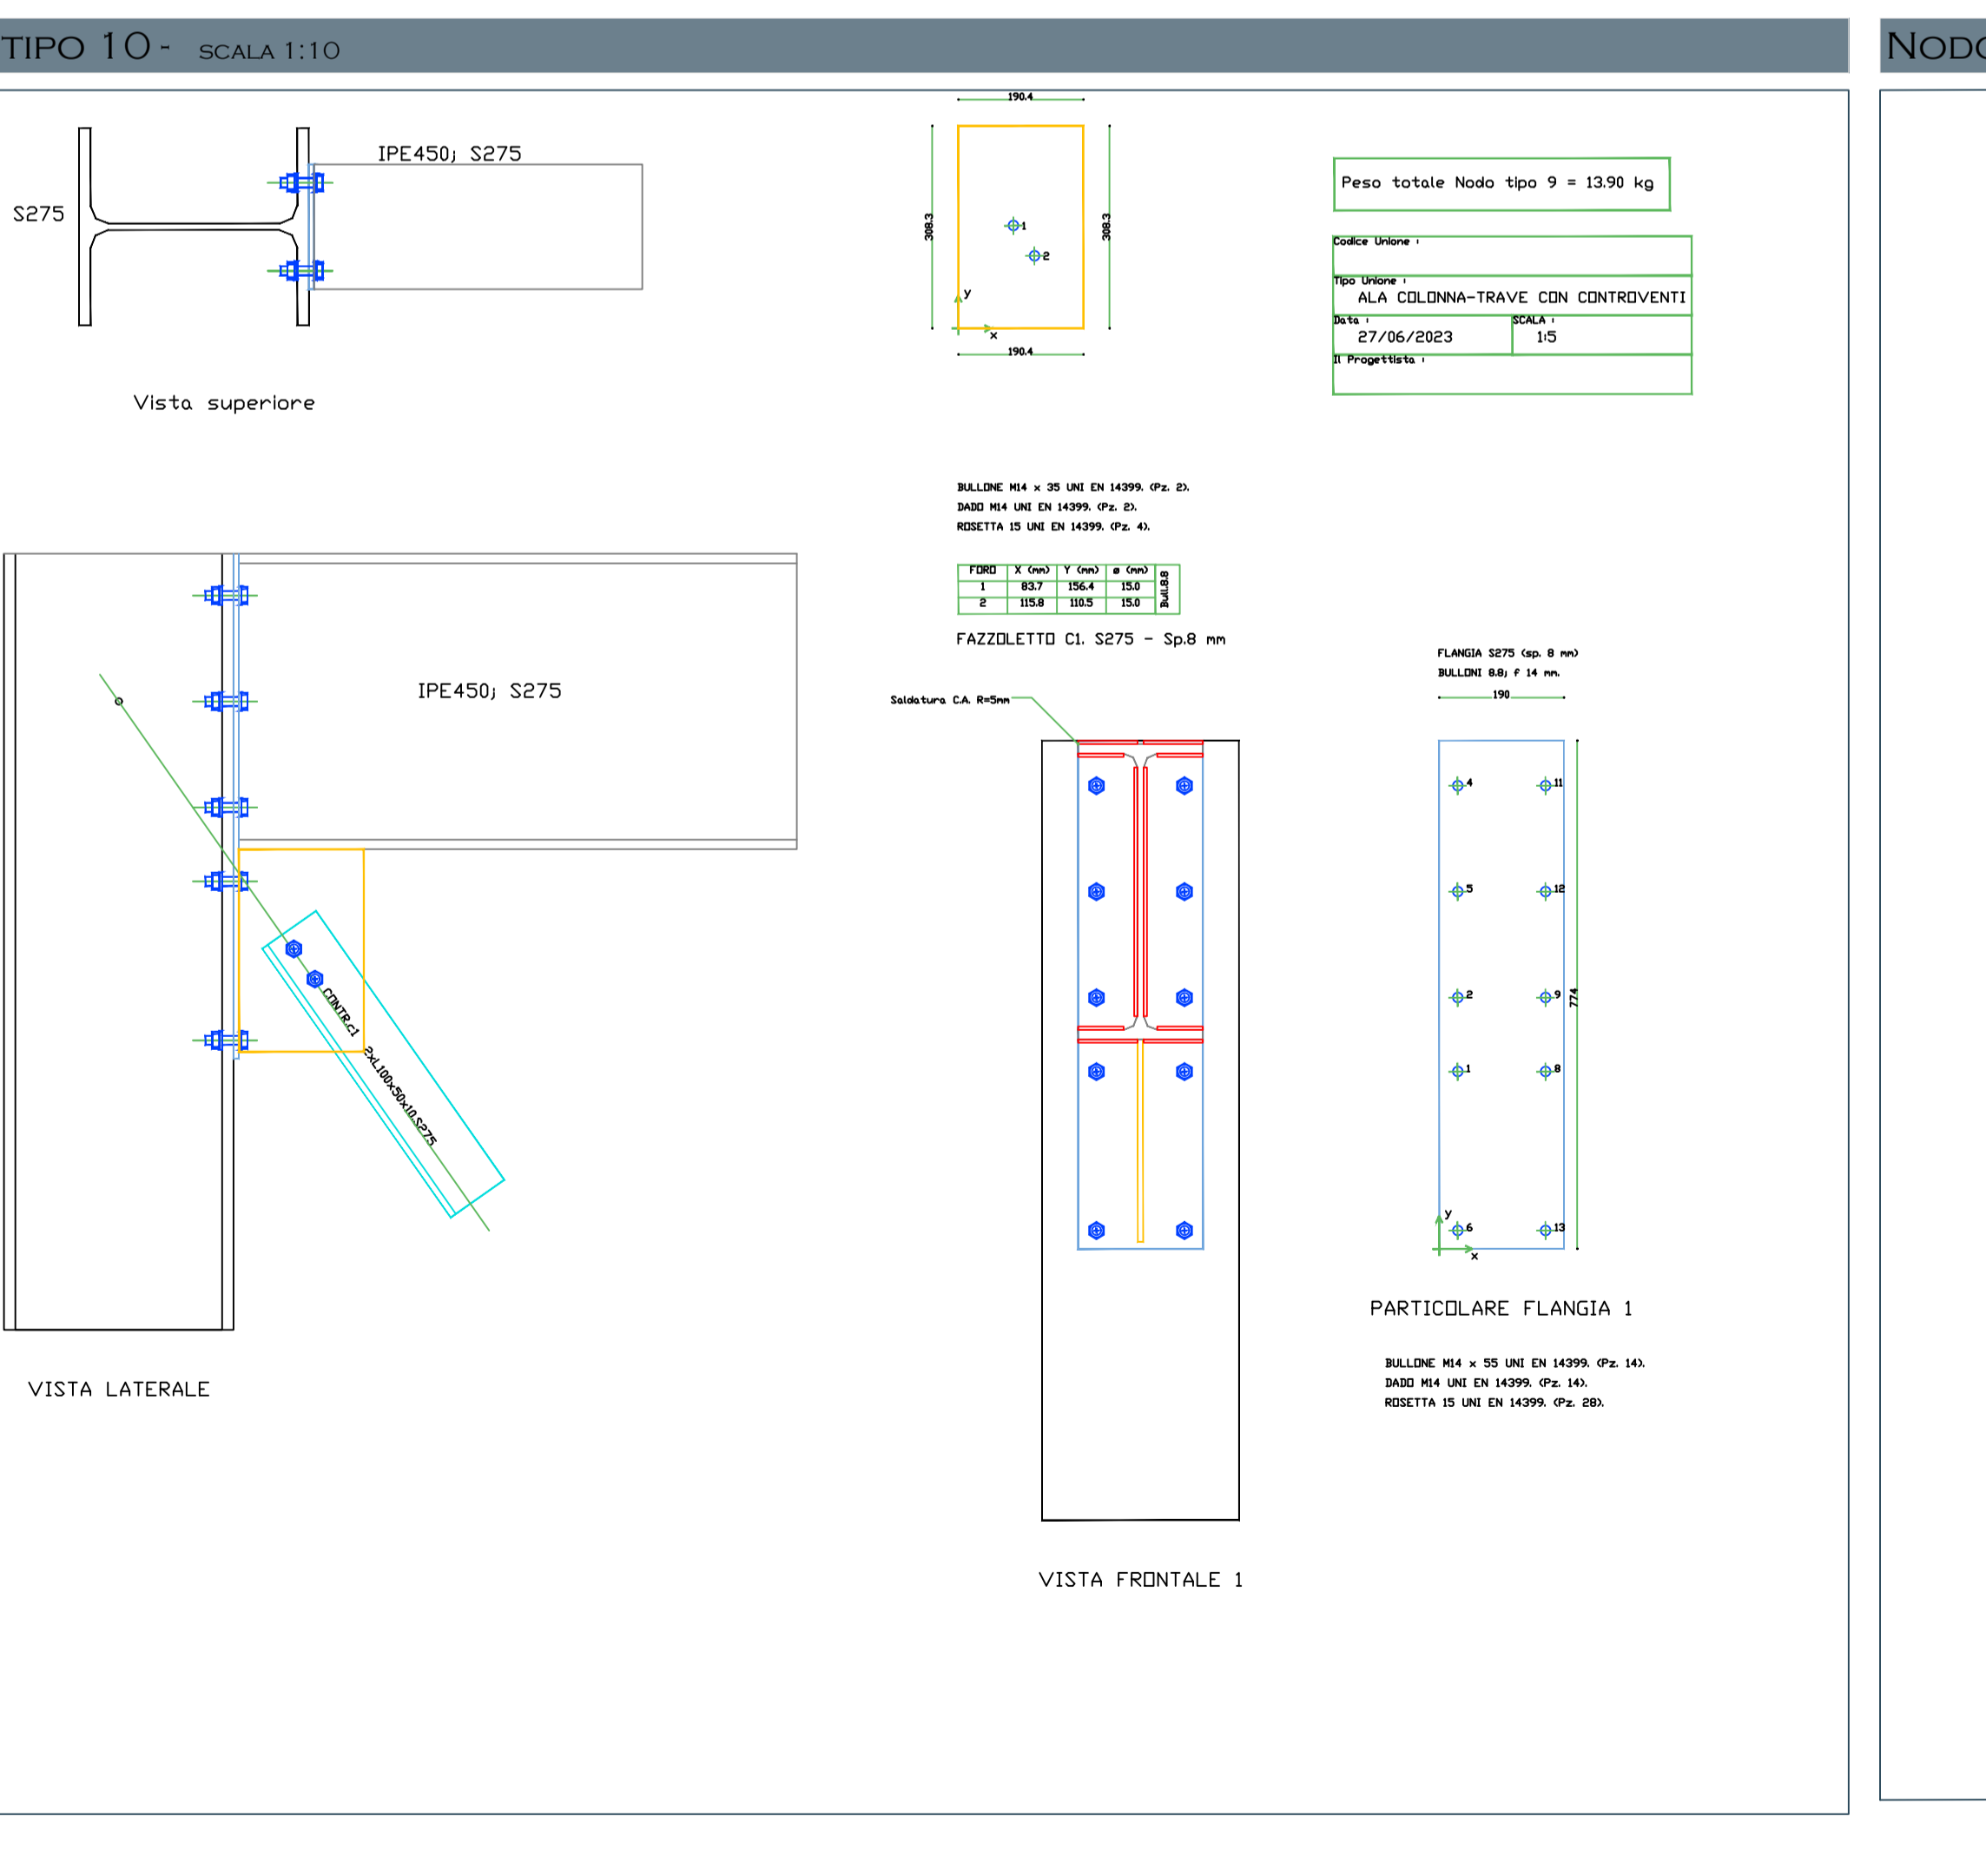 TIPO 10 - SCALA 1:10
NODO
IPE450; S275
S275
Vista superiore
190.4
308.3
308.3
1
2
y
x
190.4
Peso totale Nodo tipo 9 = 13.90 kg
Codice Unione :
Tipo Unione :
ALA COLONNA-TRAVE CON CONTROVENTI
Data :
27/06/2023
SCALA :
1:5
Il Progettista :
BULLONE M14 x 35 UNI EN 14399. (Pz. 2).
DADO M14 UNI EN 14399. (Pz. 2).
ROSETTA 15 UNI EN 14399. (Pz. 4).
FORO X (mm) Y (mm) ø (mm)
1 83.7 156.4 15.0
2 115.8 110.5 15.0
Bull.8.8
FAZZOLETTO C1. S275 - Sp.8 mm
IPE450; S275
CONTR.c1 2xL100x50x10.S275
VISTA LATERALE
Saldatura C.A. R=5mm
VISTA FRONTALE 1
FLANGIA S275 (sp. 8 mm)
BULLONI 8.8; f 14 mm.
190
4 11
5 12
2 9
774
1 8
y
6 13
x
PARTICOLARE FLANGIA 1
BULLONE M14 x 55 UNI EN 14399. (Pz. 14).
DADO M14 UNI EN 14399. (Pz. 14).
ROSETTA 15 UNI EN 14399. (Pz. 28).